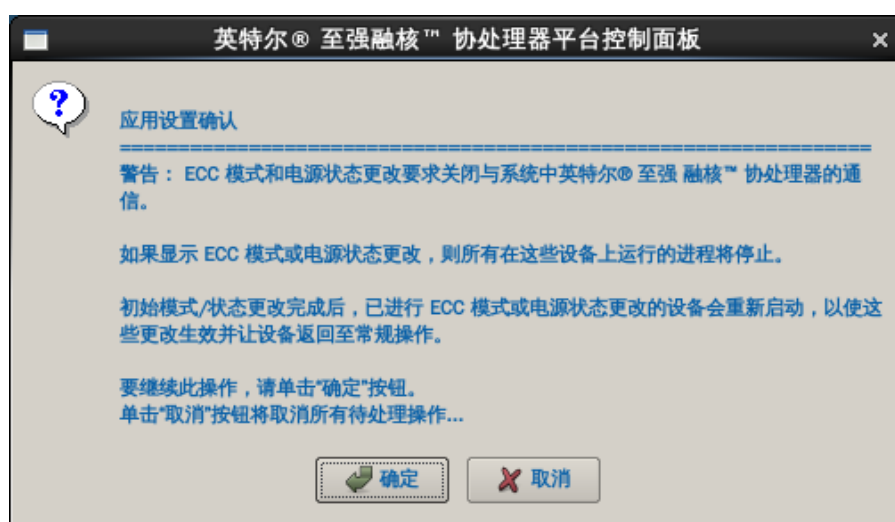 英特尔® 至强融核™ 协处理器平台控制面板
应用设置确认
================================================================
警告： ECC 模式和电源状态更改要求关闭与系统中英特尔® 至强 融核™ 协处理器的通
信。
如果显示 ECC 模式或电源状态更改，则所有在这些设备上运行的进程将停止。
初始模式/状态更改完成后，已进行 ECC 模式或电源状态更改的设备会重新启动，以使这
些更改生效并让设备返回至常规操作。
要继续此操作，请单击“确定”按钮。
单击“取消”按钮将取消所有待处理操作...
确定 取消